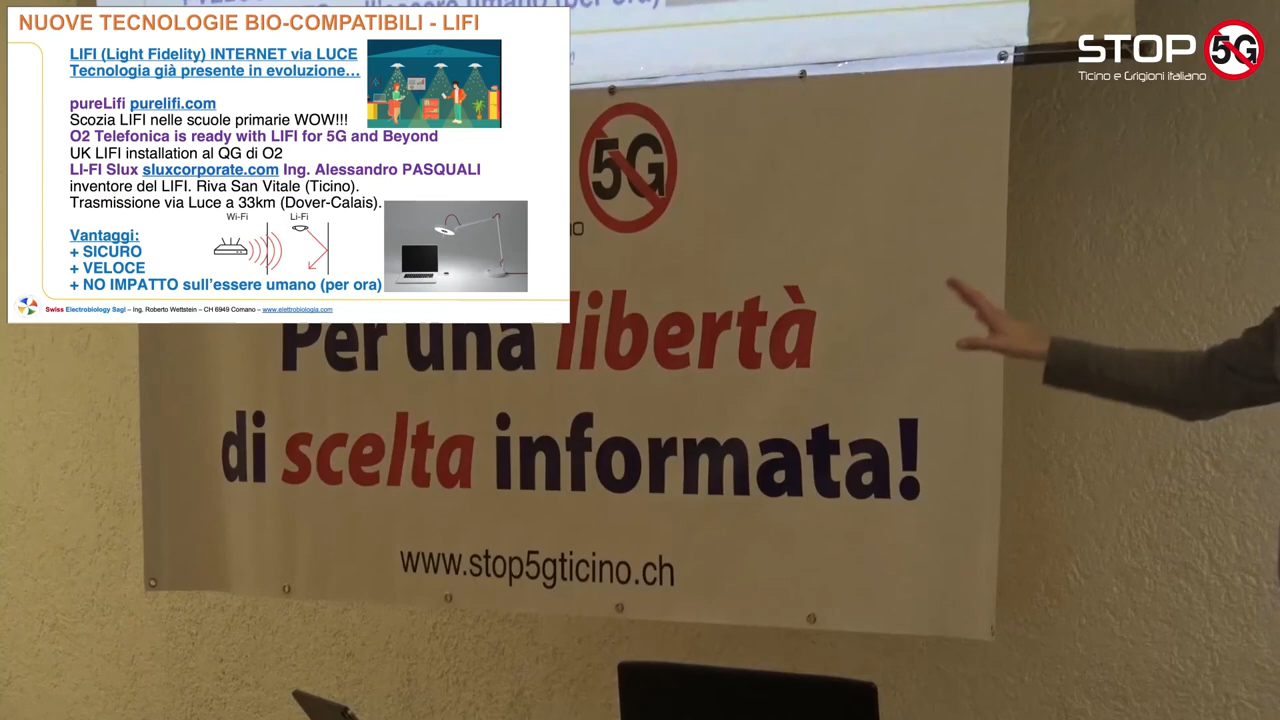 NUOVE TECNOLOGIE BIO-COMPATIBILI - LIFI
LIFI (Light Fidelity) INTERNET via LUCE
Tecnologia già presente in evoluzione…
pureLifi purelifi.com
Scozia LIFI nelle scuole primarie WOW!!!
O2 Telefonica is ready with LIFI for 5G and Beyond
UK LIFI installation al QG di O2
LI-FI Slux sluxcorporate.com Ing. Alessandro PASQUALI
inventore del LIFI. Riva San Vitale (Ticino).
Trasmissione via Luce a 33km (Dover-Calais).
Wi-Fi Li-Fi
Vantaggi:
+ SICURO
+ VELOCE
+ NO IMPATTO sull'essere umano (per ora)
Swiss Electrobiology Sagl – Ing. Roberto Wettstein – CH 6949 Comano – www.elettrobiologia.com
STOP 5G
Ticino e Grigioni italiano
5G
Per una libertà
di scelta informata!
www.stop5gticino.ch